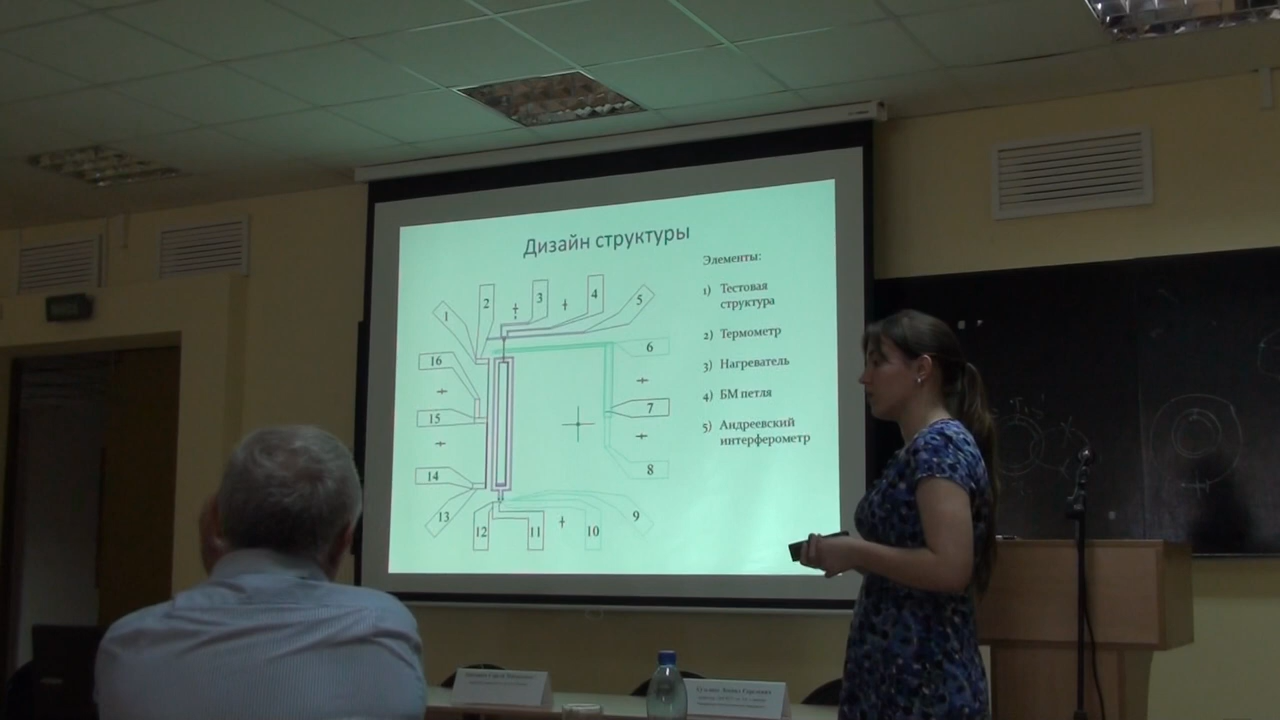 Дизайн структуры
Элементы:
1) Тестовая
структура
2) Термометр
3) Нагреватель
4) БМ петля
5) Андреевский
интерферометр
1
2
3
4
5
6
7
8
9
10
11
12
13
14
15
16